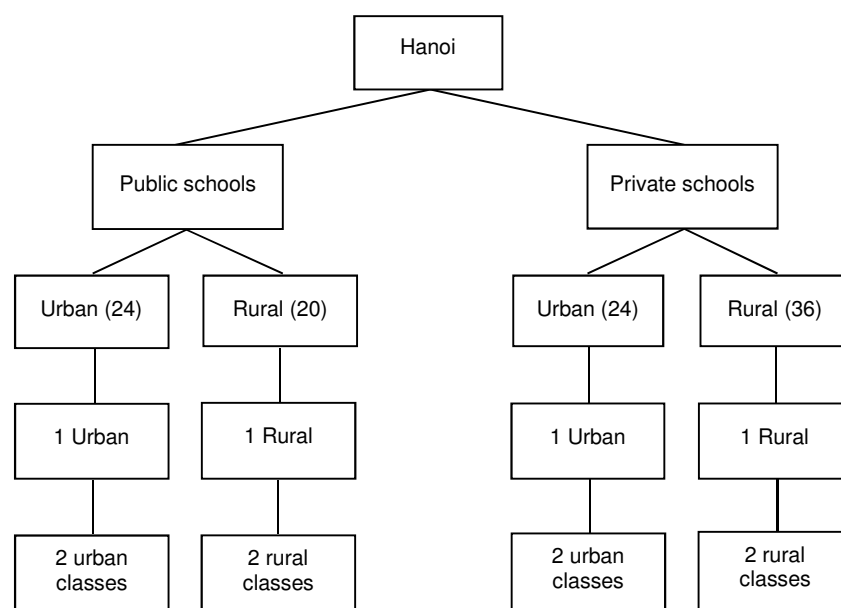 Hanoi
Public schools
Private schools
Urban (24)
Rural (20)
Urban (24)
Rural (36)
1 Urban
1 Rural
1 Urban
1 Rural
2 urban
classes
2 rural
classes
2 urban
classes
2 rural
classes